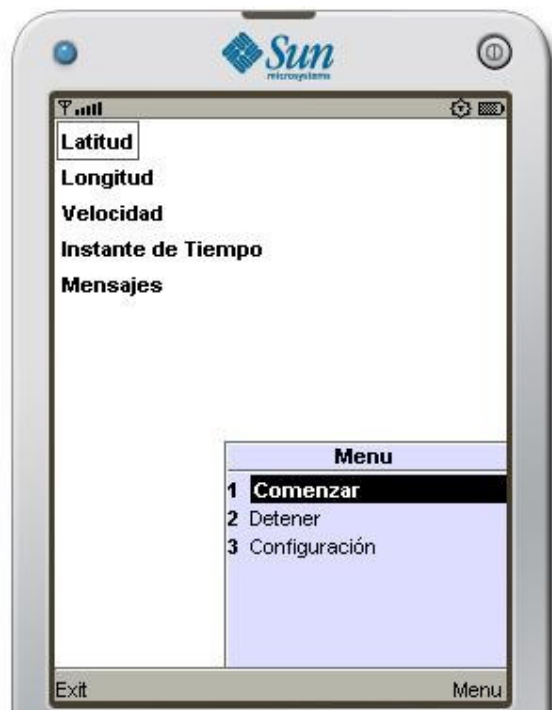 Sun
microsystems
Latitud
Longitud
Velocidad
Instante de Tiempo
Mensajes
Menu
1 Comenzar
2 Detener
3 Configuración
Exit
Menu